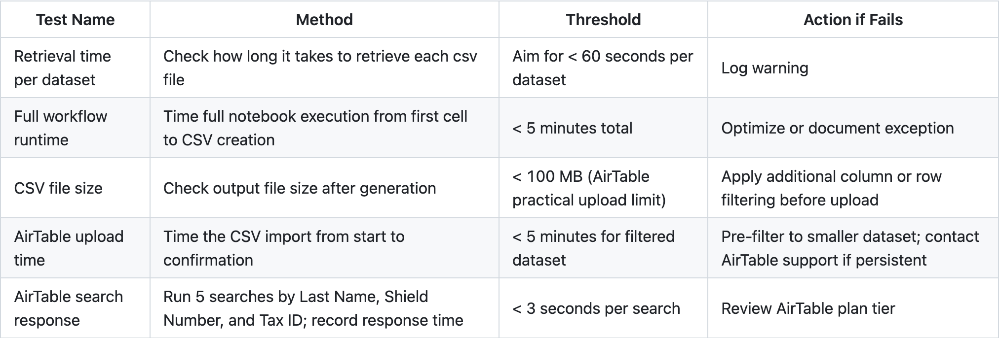 Test Name
Method
Threshold
Action if Fails
Retrieval time
per dataset
Check how long it takes to retrieve each csv
file
Aim for < 60 seconds per
dataset
Log warning
Full workflow
runtime
Time full notebook execution from first cell
to CSV creation
< 5 minutes total
Optimize or document exception
CSV file size
Check output file size after generation
< 100 MB (AirTable
practical upload limit)
Apply additional column or row
filtering before upload
AirTable upload
time
Time the CSV import from start to
confirmation
< 5 minutes for filtered
dataset
Pre-filter to smaller dataset; contact
AirTable support if persistent
AirTable search
response
Run 5 searches by Last Name, Shield
Number, and Tax ID; record response time
< 3 seconds per search
Review AirTable plan tier